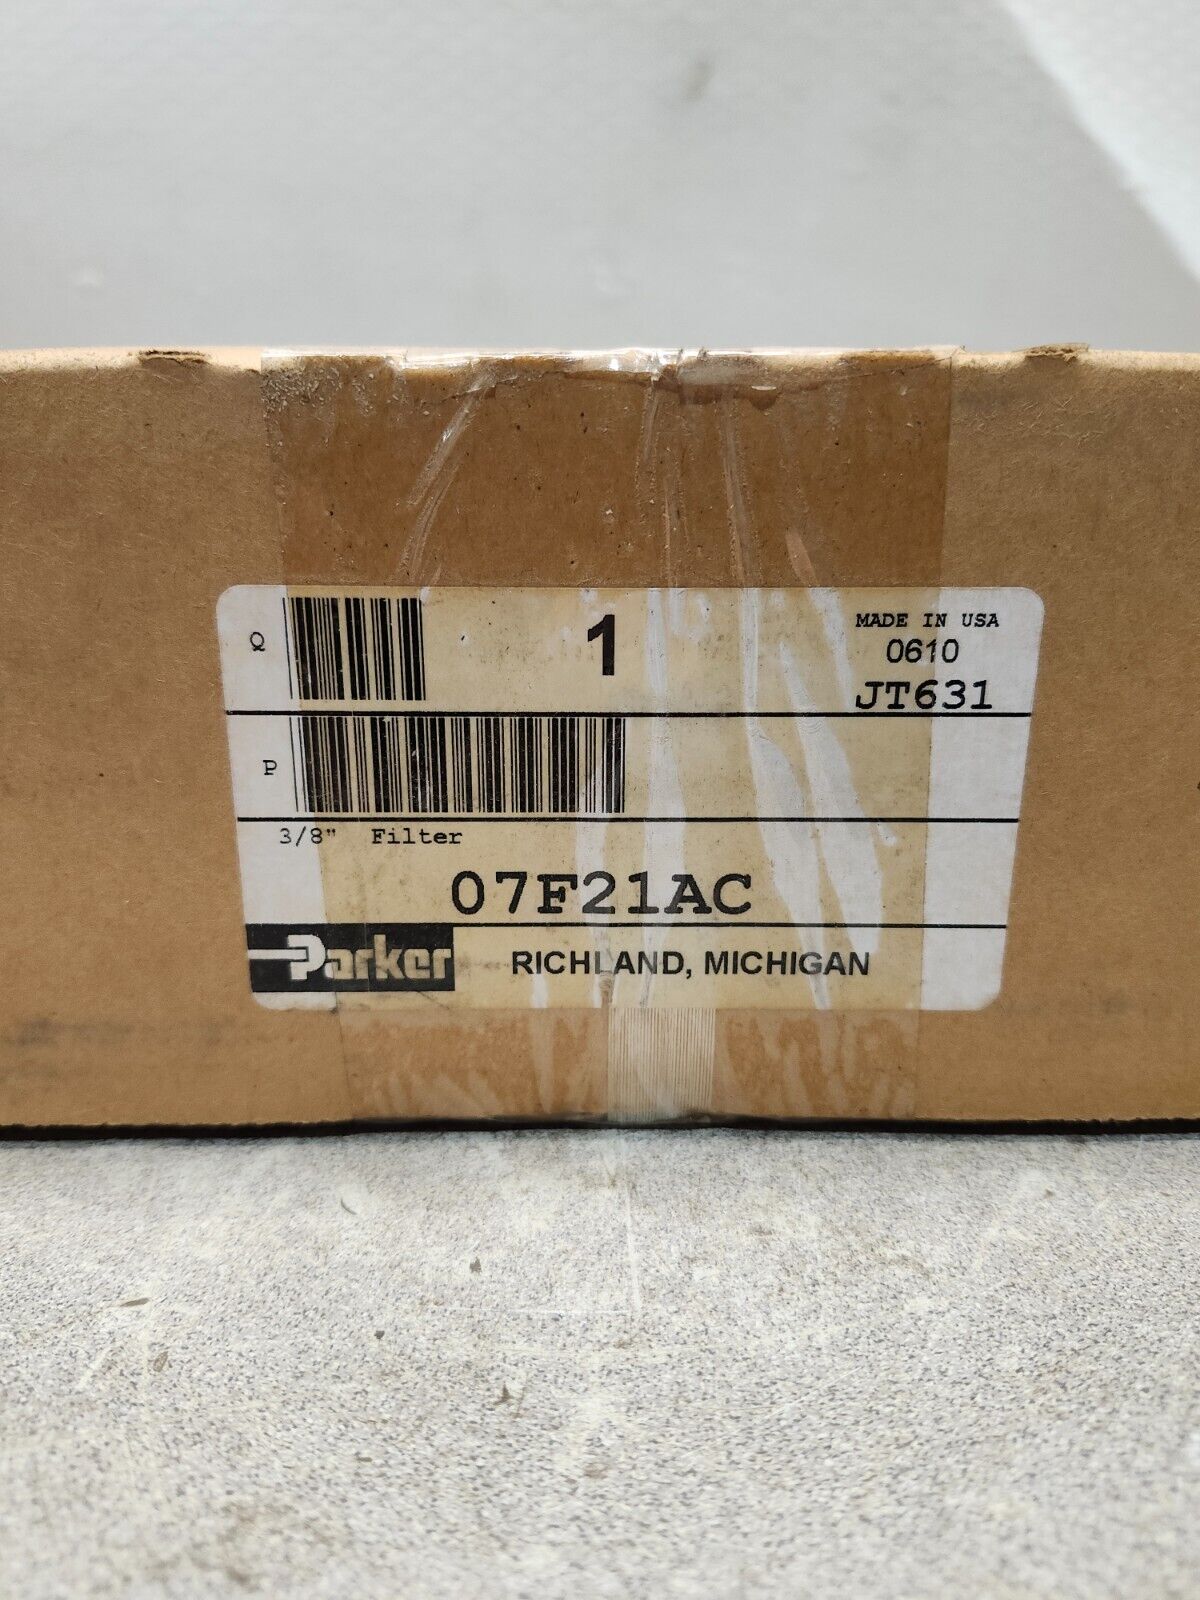 Q 1 MADE IN USA
0610
JT631
P
3/8" Filter
07F21AC
Parker RICHLAND, MICHIGAN